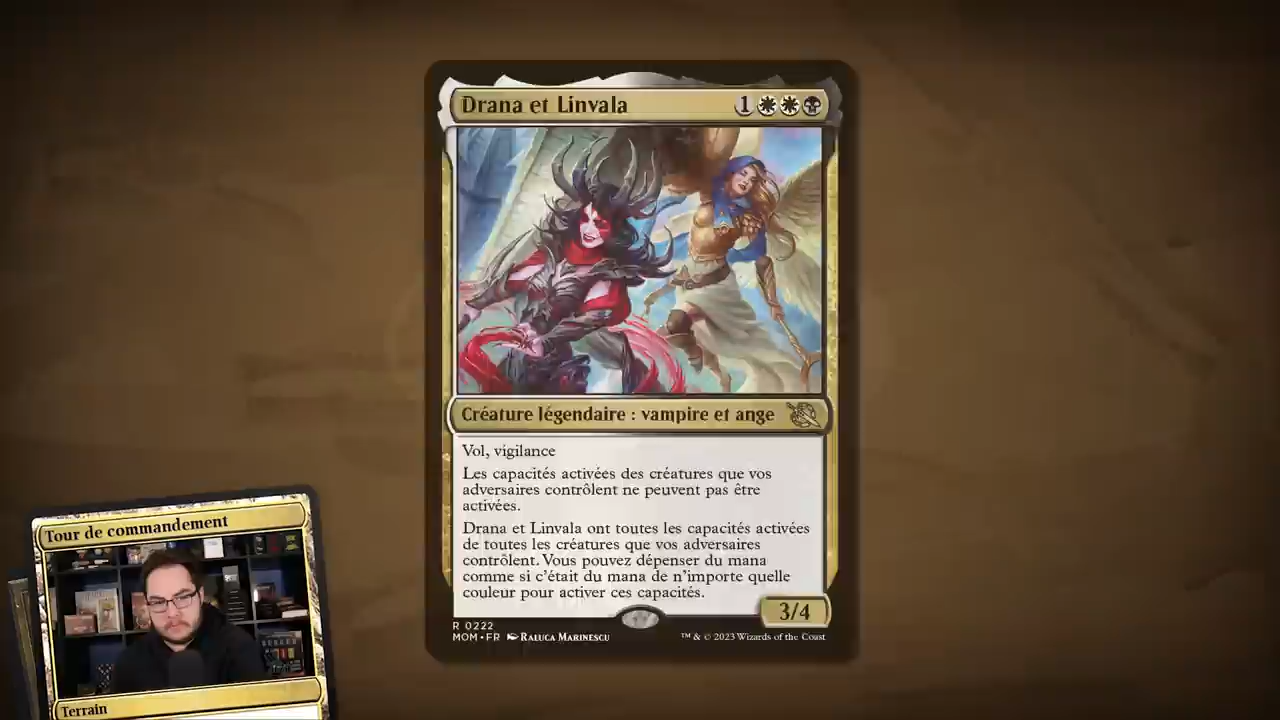 Drana et Linvala
1
Créature légendaire : vampire et ange
Vol, vigilance
Les capacités activées des créatures que vos
adversaires contrôlent ne peuvent pas être
activées.
Drana et Linvala ont toutes les capacités activées
de toutes les créatures que vos adversaires
contrôlent. Vous pouvez dépenser du mana
comme si c'était du mana de n'importe quelle
couleur pour activer ces capacités.
3/4
R 0222
MOM • FR Raluca Marinescu
™ & © 2023 Wizards of the Coast
Tour de commandement
Terrain